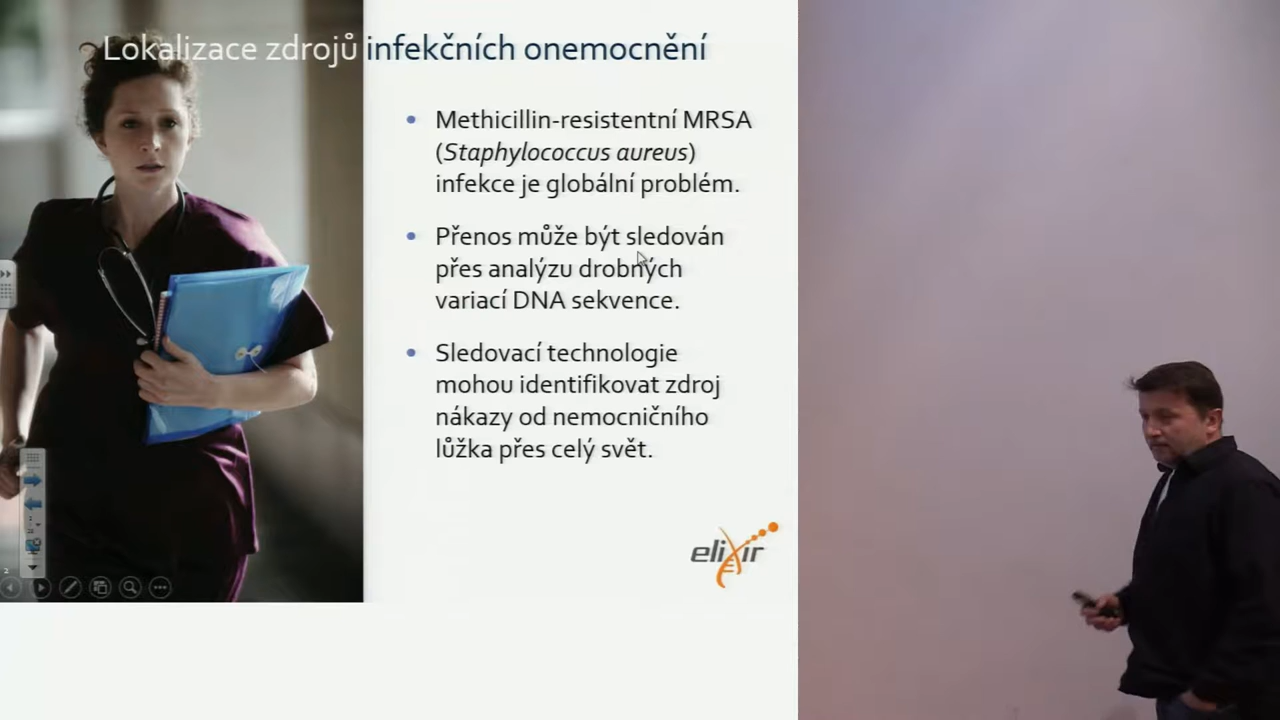 Lokalizace zdrojů infekčních onemocnění
• Methicillin-resistentní MRSA
(Staphylococcus aureus)
infekce je globální problém.
• Přenos může být sledován
přes analýzu drobných
variací DNA sekvence.
• Sledovací technologie
mohou identifikovat zdroj
nákazy od nemocničního
lůžka přes celý svět.
elixir
2